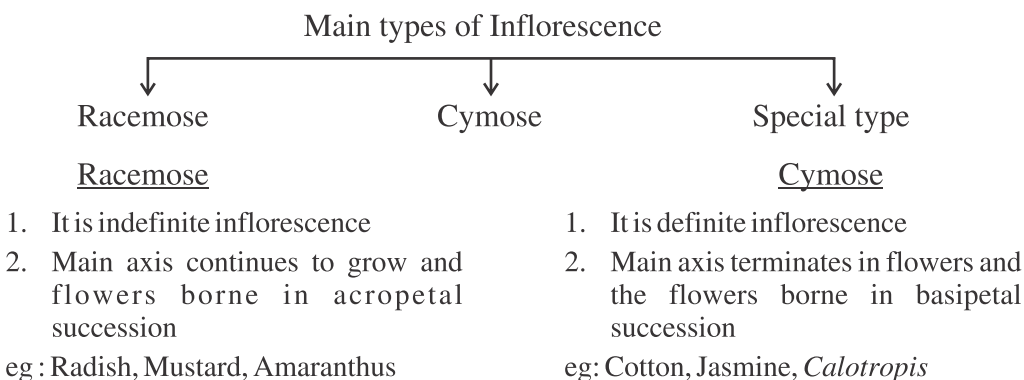 Main types of Inflorescence
Racemose Cymose Special type
Racemose
1. It is indefinite inflorescence
2. Main axis continues to grow and
flowers borne in acropetal
succession
eg : Radish, Mustard, Amaranthus
Cymose
1. It is definite inflorescence
2. Main axis terminates in flowers and
the flowers borne in basipetal
succession
eg: Cotton, Jasmine, Calotropis